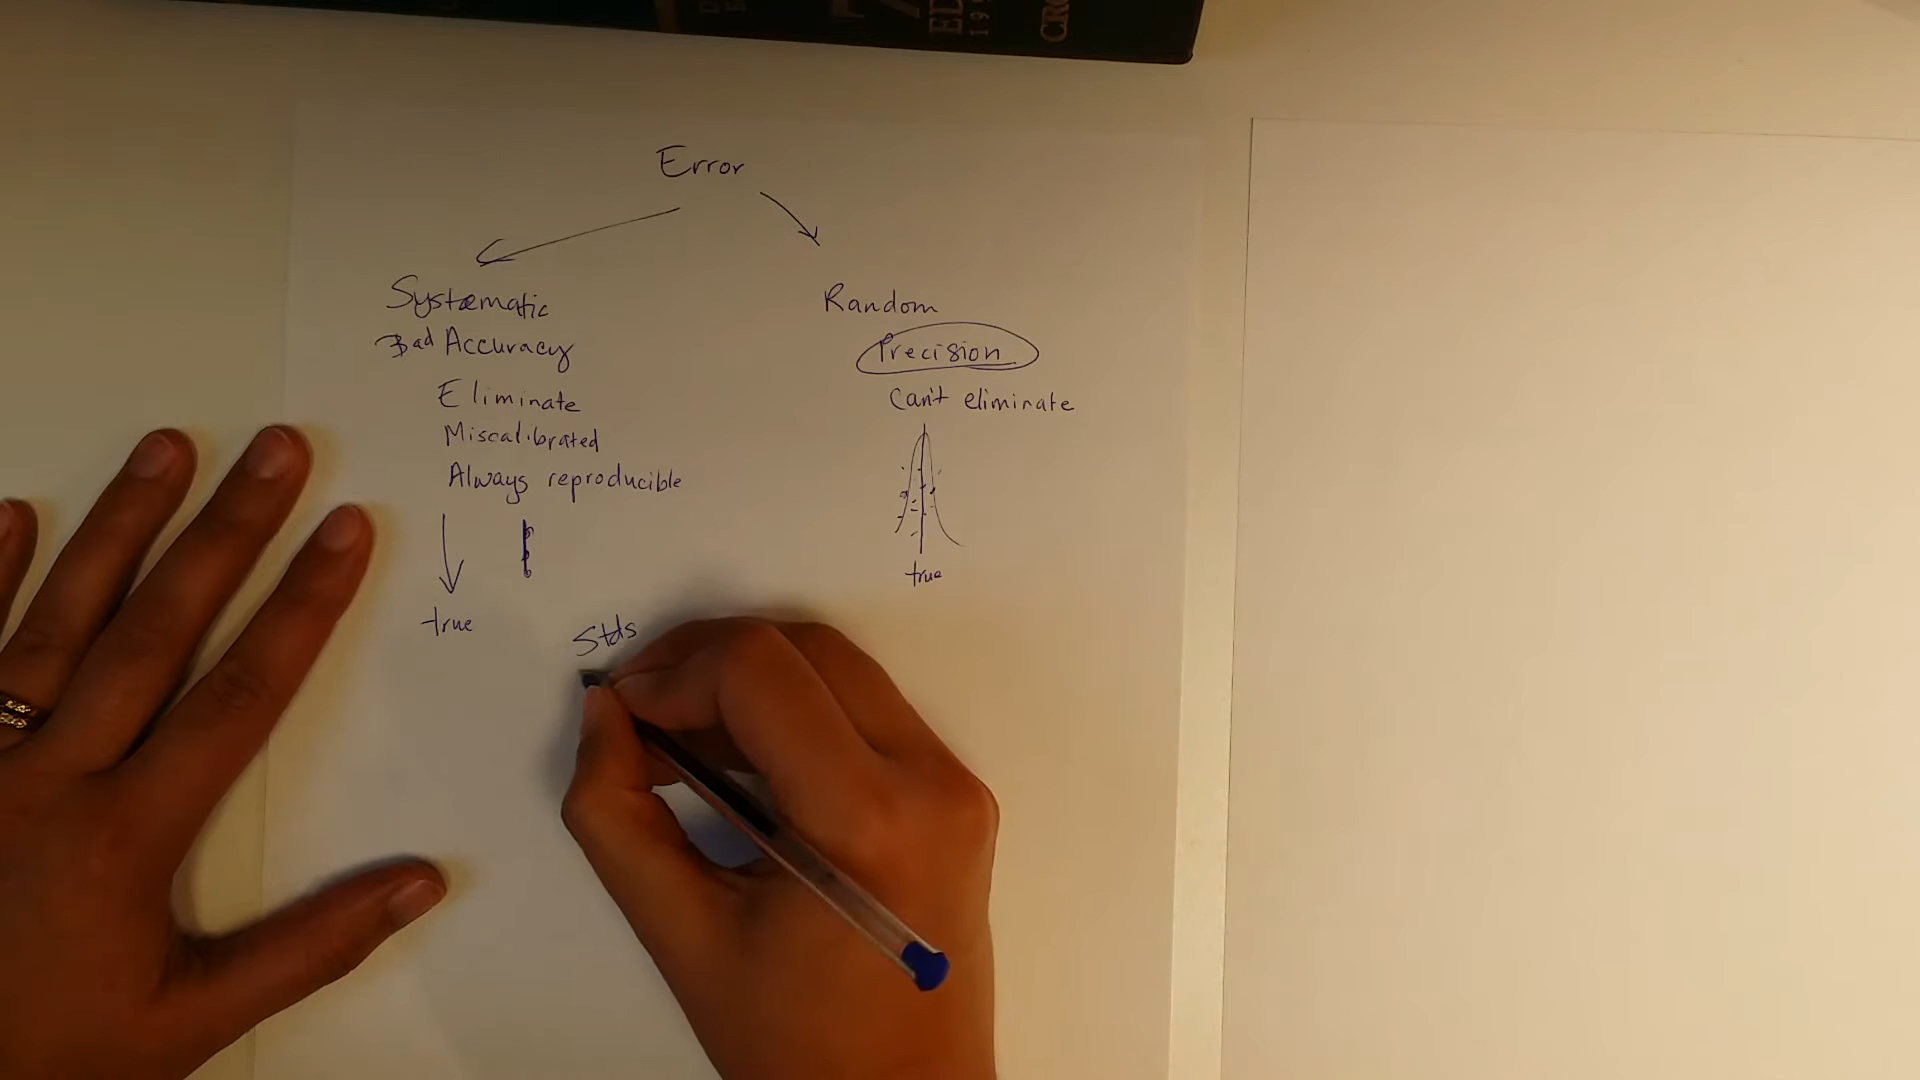 Error
Systematic
Bad Accuracy
Eliminate
Miscalibrated
Always reproducible
true
Random
Precision
Can't eliminate
true
Stds